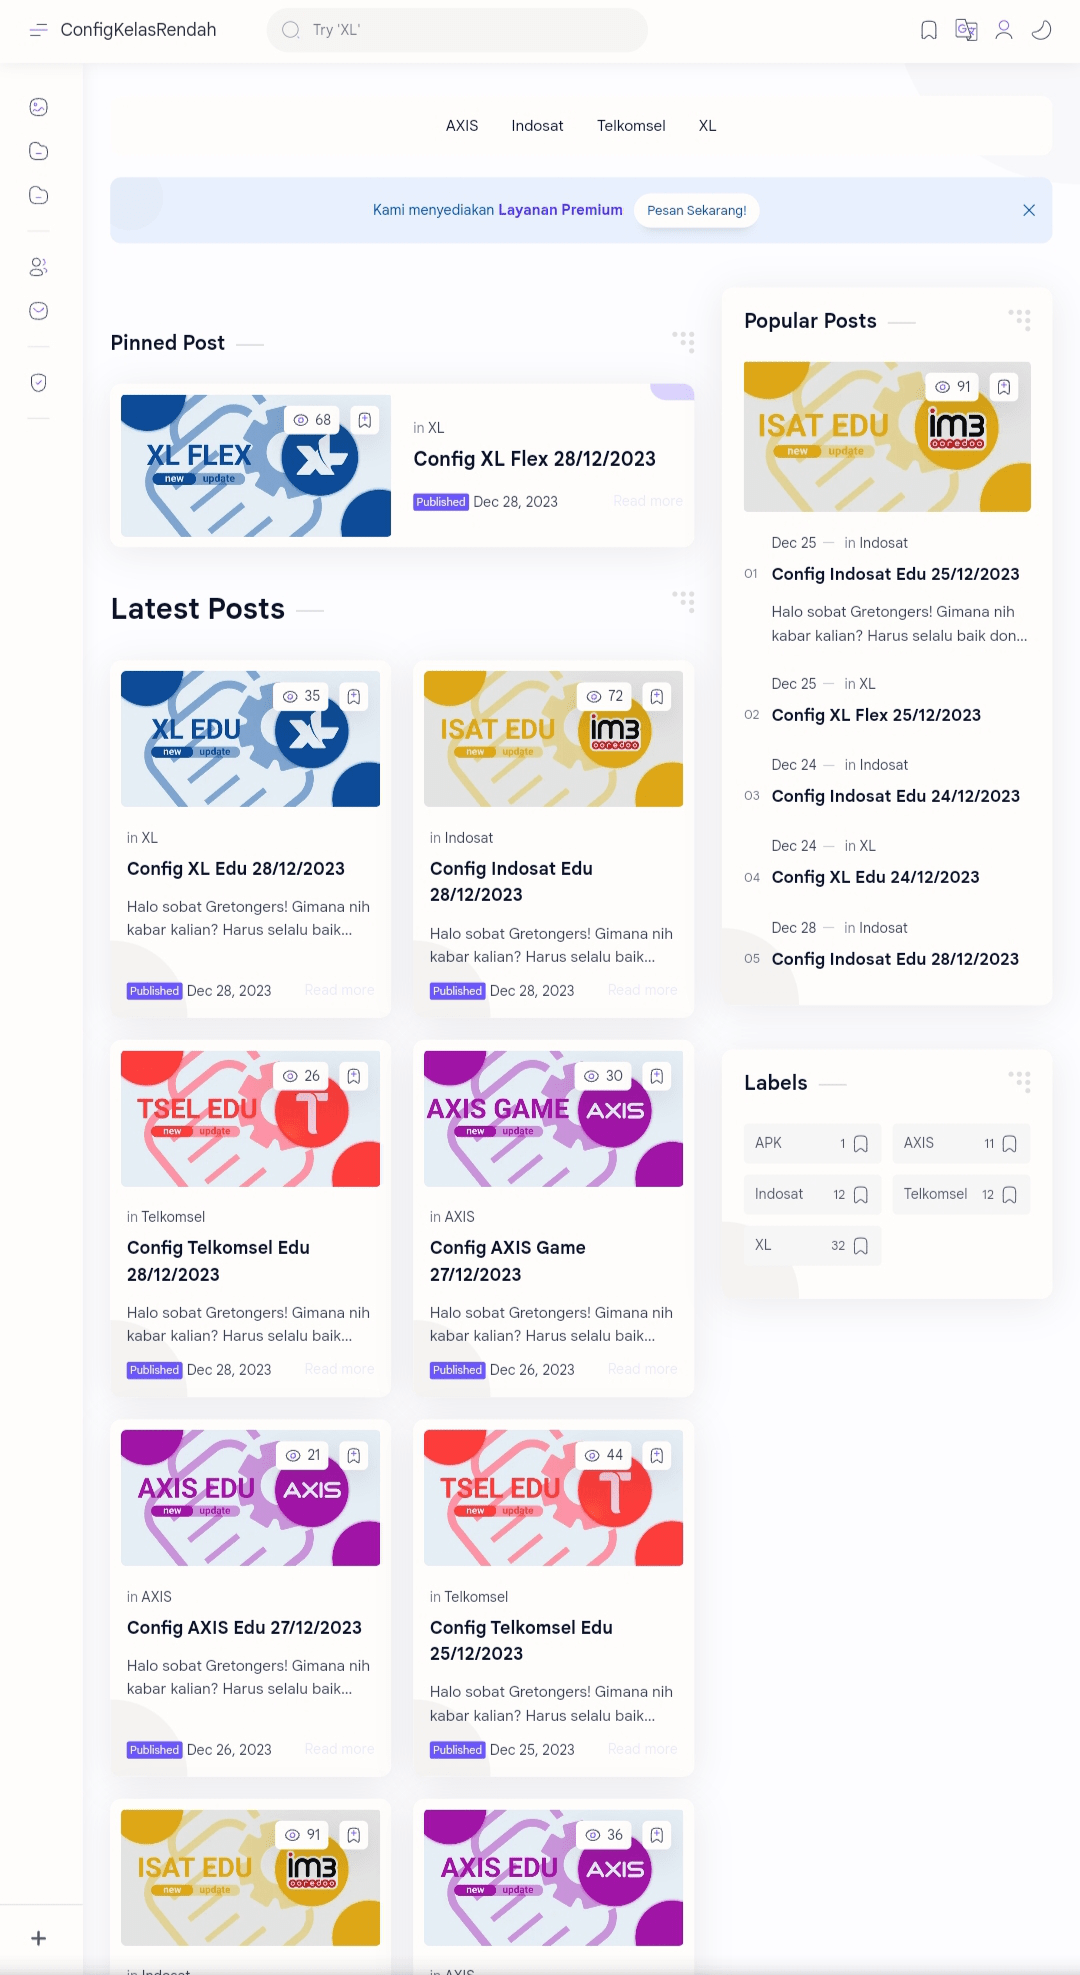 ConfigKelasRendah
Try 'XL'
AXIS Indosat Telkomsel XL
Kami menyediakan Layanan Premium Pesan Sekarang!
Pinned Post
XL FLEX
new update
68
in XL
Config XL Flex 28/12/2023
Published Dec 28, 2023 Read more
Latest Posts
XL EDU
new update
35
in XL
Config XL Edu 28/12/2023
Halo sobat Gretongers! Gimana nih
kabar kalian? Harus selalu baik...
Published Dec 28, 2023 Read more
ISAT EDU
new update
72
im3
ooredoo
in Indosat
Config Indosat Edu
28/12/2023
Halo sobat Gretongers! Gimana nih
kabar kalian? Harus selalu baik...
Published Dec 28, 2023 Read more
TSEL EDU
new update
26
in Telkomsel
Config Telkomsel Edu
28/12/2023
Halo sobat Gretongers! Gimana nih
kabar kalian? Harus selalu baik...
Published Dec 28, 2023 Read more
AXIS GAME
new update
30
AXIS
in AXIS
Config AXIS Game
27/12/2023
Halo sobat Gretongers! Gimana nih
kabar kalian? Harus selalu baik...
Published Dec 26, 2023 Read more
AXIS EDU
new update
21
AXIS
in AXIS
Config AXIS Edu 27/12/2023
Halo sobat Gretongers! Gimana nih
kabar kalian? Harus selalu baik...
Published Dec 26, 2023 Read more
TSEL EDU
new update
44
in Telkomsel
Config Telkomsel Edu
25/12/2023
Halo sobat Gretongers! Gimana nih
kabar kalian? Harus selalu baik...
Published Dec 25, 2023 Read more
ISAT EDU
new update
91
im3
ooredoo
in Indosat
AXIS EDU
new update
36
AXIS
in AXIS
Popular Posts
91
ISAT EDU
new update
im3
ooredoo
Dec 25 — in Indosat
01 Config Indosat Edu 25/12/2023
Halo sobat Gretongers! Gimana nih
kabar kalian? Harus selalu baik don...
Dec 25 — in XL
02 Config XL Flex 25/12/2023
Dec 24 — in Indosat
03 Config Indosat Edu 24/12/2023
Dec 24 — in XL
04 Config XL Edu 24/12/2023
Dec 28 — in Indosat
05 Config Indosat Edu 28/12/2023
Labels
APK 1 AXIS 11
Indosat 12 Telkomsel 12
XL 32